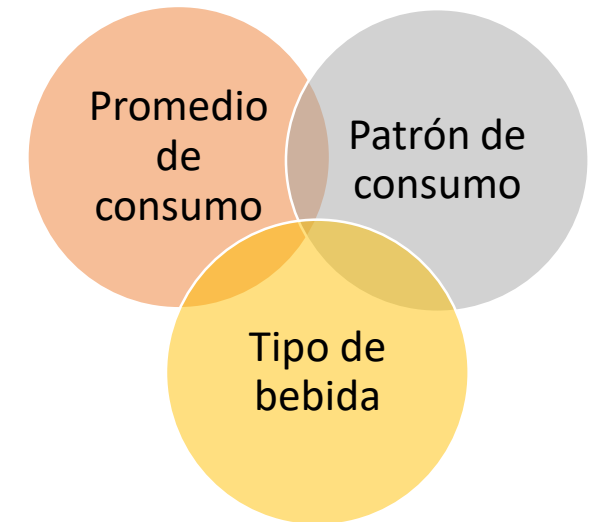 Promedio
de
consumo
Patrón de
consumo
Tipo de
bebida